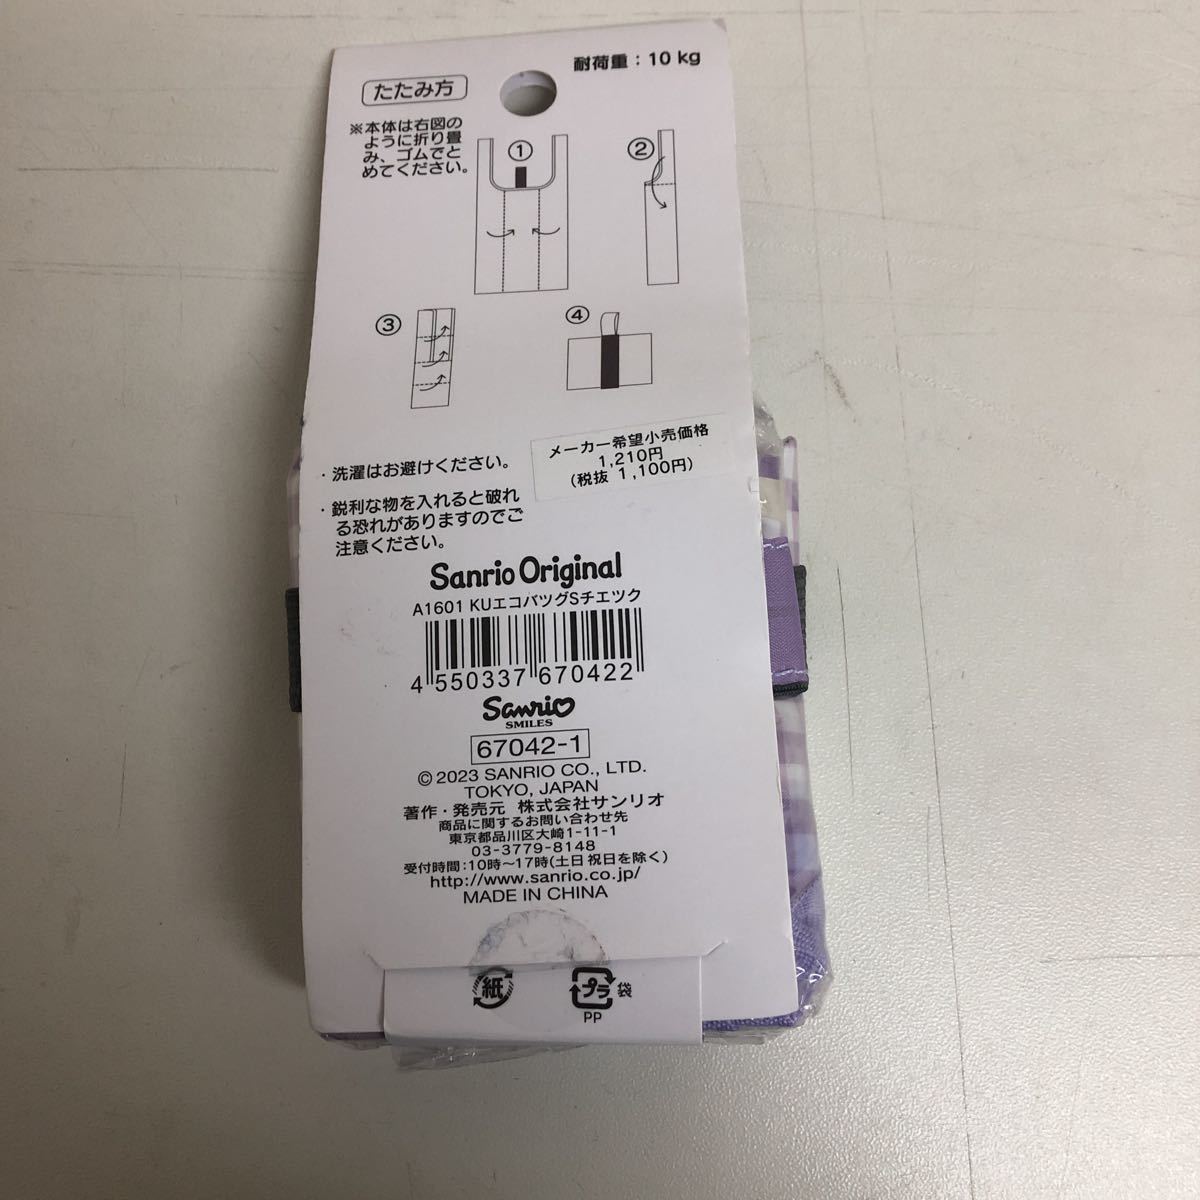 耐荷重：10 kg
たたみ方
※本体は右図の
ように折り畳
み、ゴムでと
めてください。
①
②
③
④
メーカー希望小売価格
1,210円
(税抜 1,100円)
・洗濯はお避けください。
・鋭利な物を入れると破れ
る恐れがありますのでご
注意ください。
Sanrio Original
A1601 KUエコバツグSチエツク
4 550337 670422
Sanrio
SMILES
67042-1
© 2023 SANRIO CO., LTD.
TOKYO, JAPAN
著作・発売元 株式会社サンリオ
商品に関するお問い合わせ先
東京都品川区大崎1-11-1
03-3779-8148
受付時間：10時～17時(土日祝日を除く)
http://www.sanrio.co.jp/
MADE IN CHINA
紙
プラ 袋
PP